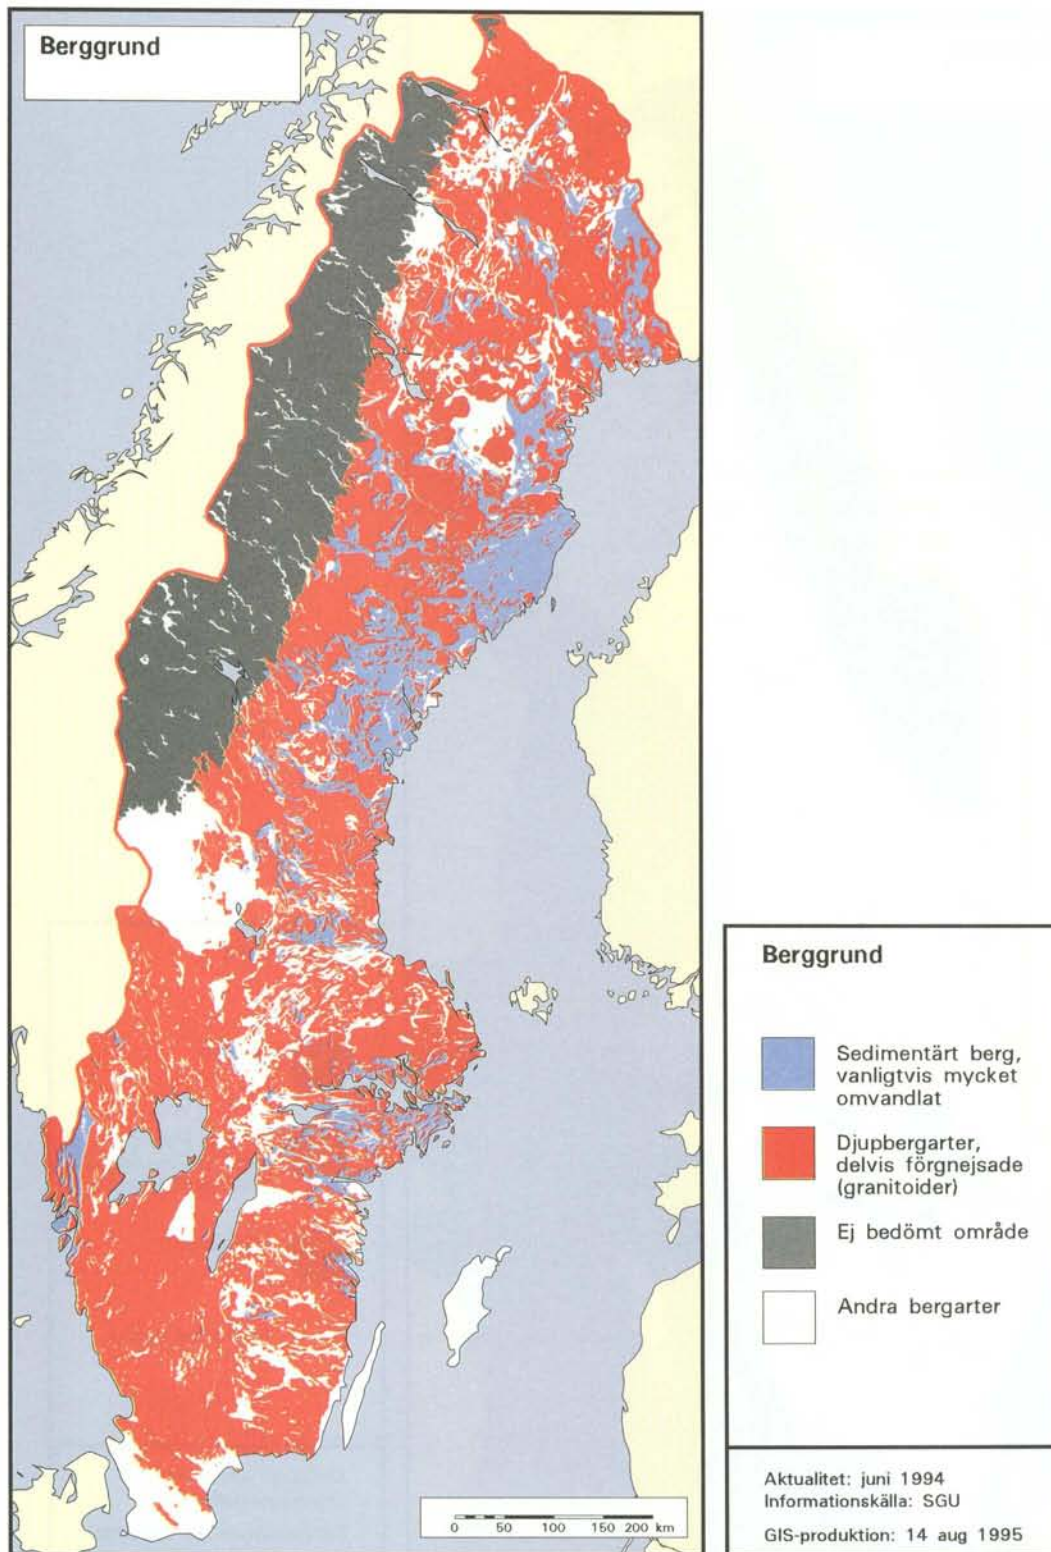 Berggrund
Berggrund
Sedimentärt berg,
vanligtvis mycket
omvandlat
Djupbergarter,
delvis förgnejsade
(granitoider)
Ej bedömt område
Andra bergarter
0 50 100 150 200 km
Aktualitet: juni 1994
Informationskälla: SGU
GIS-produktion: 14 aug 1995